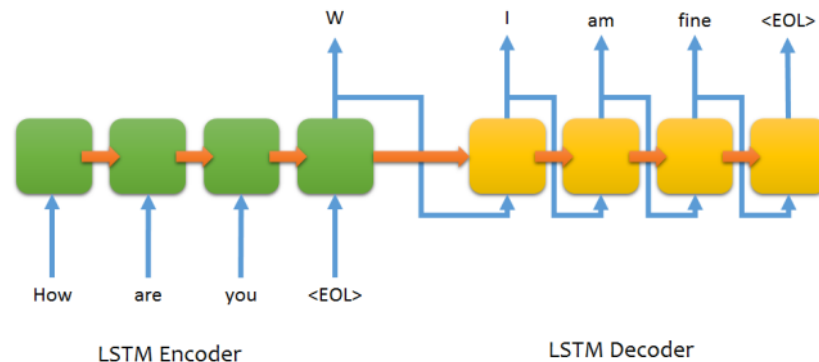 W I am fine <EOL>
How are you <EOL>
LSTM Encoder LSTM Decoder